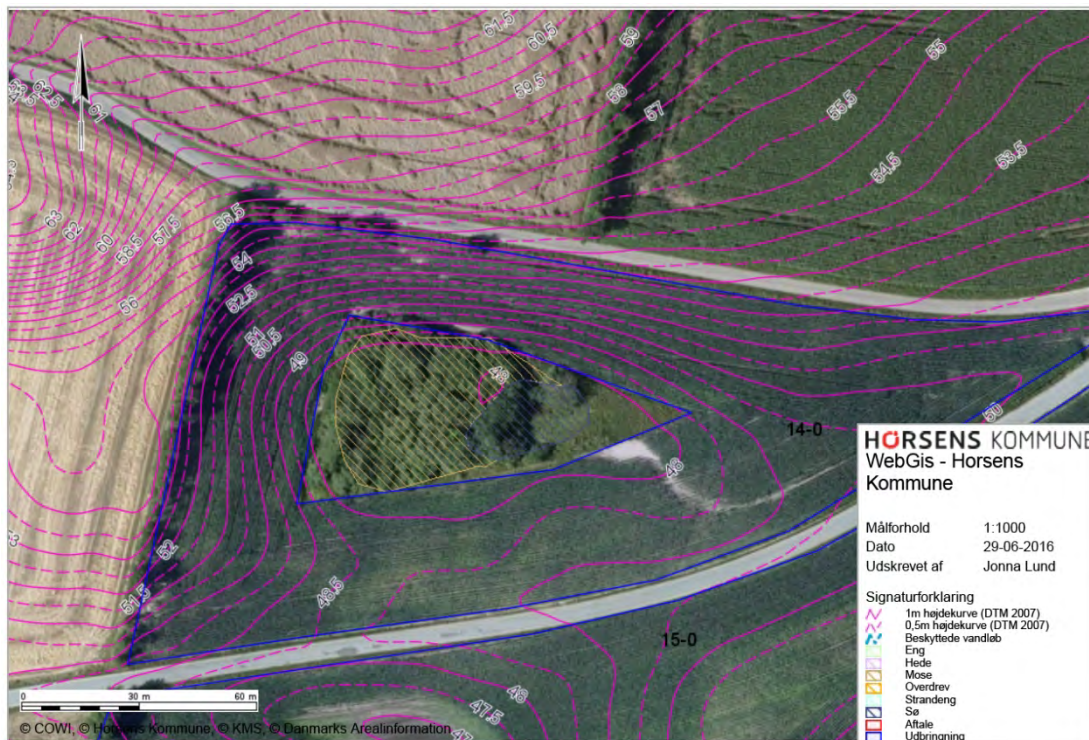 61.5
60.5
59
55
59.5
58
57
55.5
61
54.5
53.5
63
62
60
58.5
57.5
56.5
56
54
52.5
51
50.5
49
48
50
14-0
48
52
51.5
48.5
15-0
48
47.5
47
HORSENS KOMMUNE
WebGis - Horsens
Kommune
Målforhold 1:1000
Dato 29-06-2016
Udskrevet af Jonna Lund
Signaturforklaring
1m højdekurve (DTM 2007)
0,5m højdekurve (DTM 2007)
Beskyttede vandløb
Eng
Hede
Mose
Overdrev
Strandeng
Sø
Aftale
Udbringning
0 30 m 60 m
© COWI, © Horsens Kommune, © KMS, © Danmarks Arealinformation